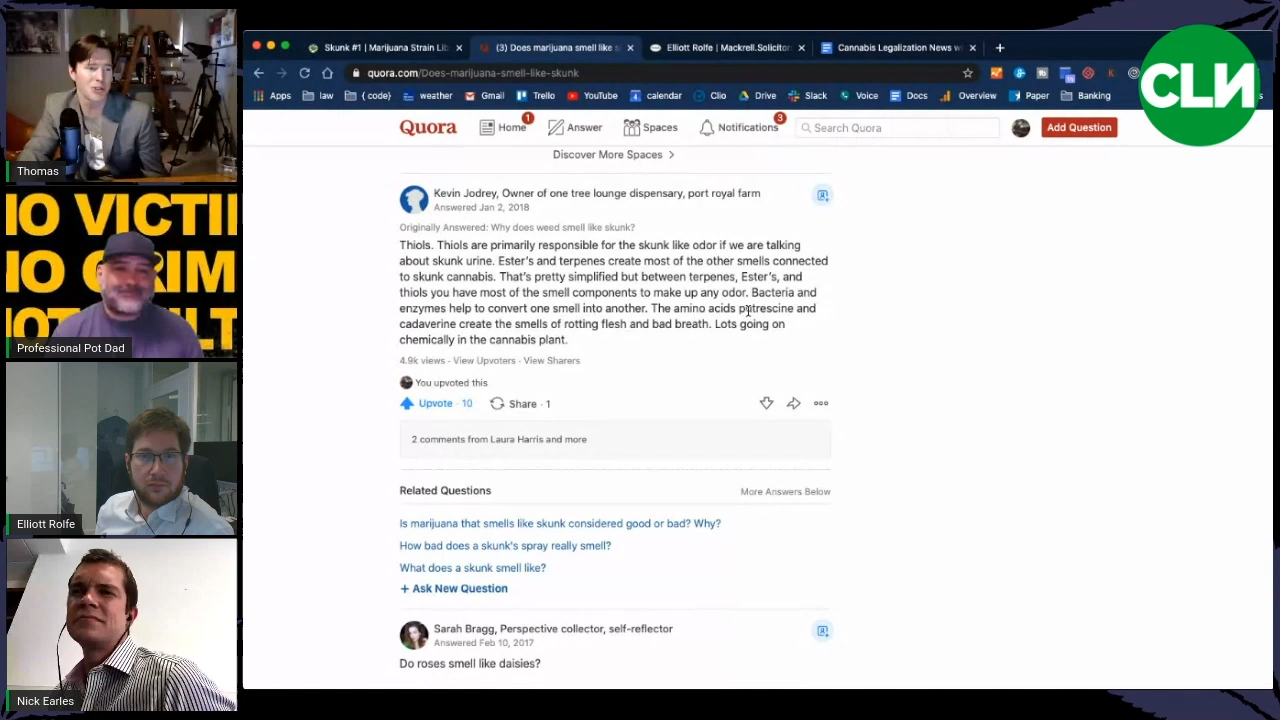 Skunk #1 | Marijuana Strain Lib
(3) Does marijuana smell like s
Elliott Rolfe | Mackrell.Solicitors
Cannabis Legalization News w
quora.com/Does-marijuana-smell-like-skunk
Apps
law
{ code}
weather
Gmail
Trello
YouTube
calendar
Clio
Drive
Slack
Voice
Docs
Overview
Paper
Banking
CLN
Quora
Home
1
Answer
Spaces
Notifications
3
Search Quora
Add Question
Discover More Spaces
Kevin Jodrey, Owner of one tree lounge dispensary, port royal farm
Answered Jan 2, 2018
Originally Answered: Why does weed smell like skunk?
Thiols. Thiols are primarily responsible for the skunk like odor if we are talking
about skunk urine. Ester's and terpenes create most of the other smells connected
to skunk cannabis. That's pretty simplified but between terpenes, Ester's, and
thiols you have most of the smell components to make up any odor. Bacteria and
enzymes help to convert one smell into another. The amino acids putrescine and
cadaverine create the smells of rotting flesh and bad breath. Lots going on
chemically in the cannabis plant.
4.9k views · View Upvoters · View Sharers
You upvoted this
Upvote · 10
Share · 1
2 comments from Laura Harris and more
Related Questions
More Answers Below
Is marijuana that smells like skunk considered good or bad? Why?
How bad does a skunk's spray really smell?
What does a skunk smell like?
+ Ask New Question
Sarah Bragg, Perspective collector, self-reflector
Answered Feb 10, 2017
Do roses smell like daisies?
Thomas
NO VICTI
NO CRIM
NOT
LT
Professional Pot Dad
Elliott Rolfe
Nick Earles